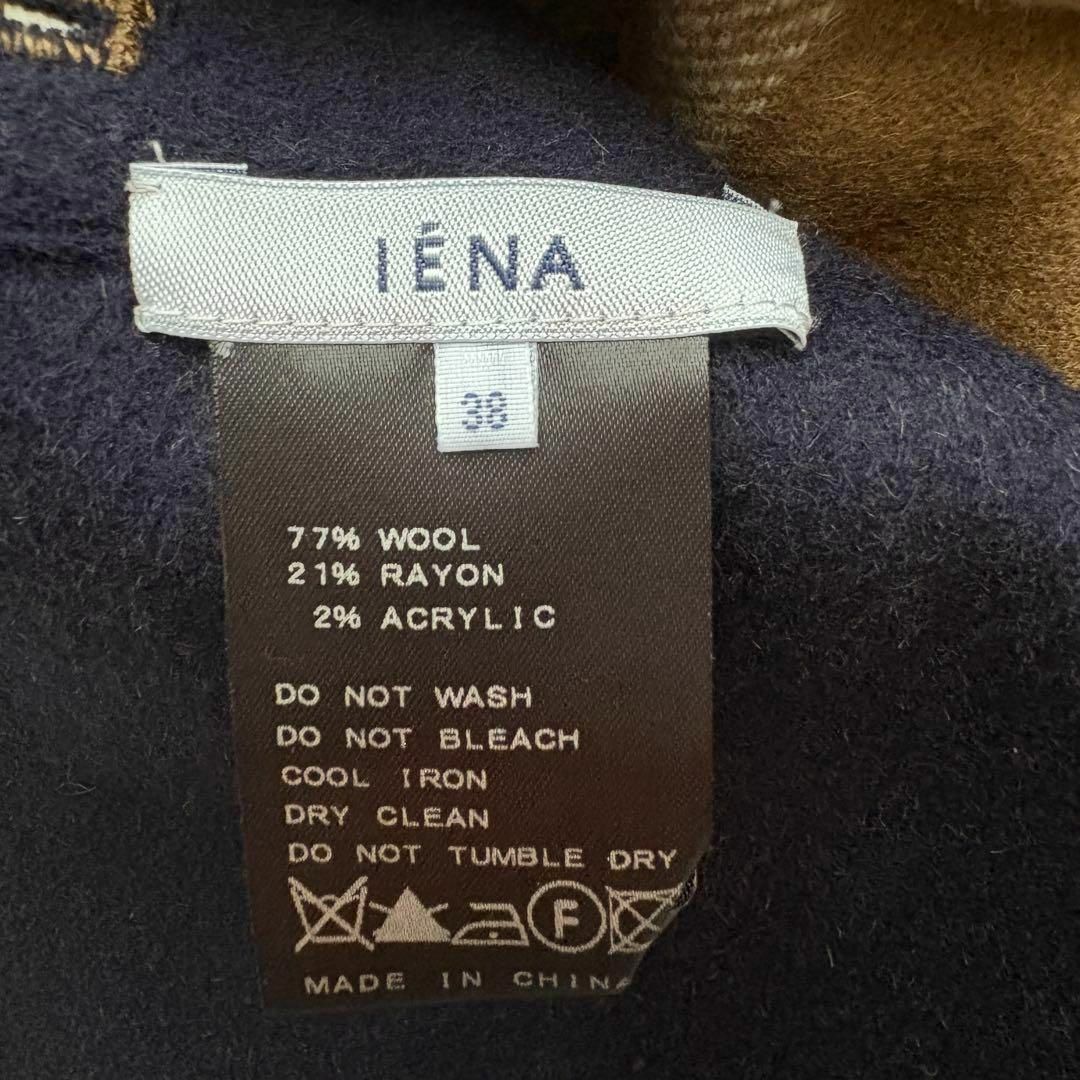 IÉNA
38
77% WOOL
21% RAYON
2% ACRYLIC
DO NOT WASH
DO NOT BLEACH
COOL IRON
DRY CLEAN
DO NOT TUMBLE DRY
F
MADE IN CHINA